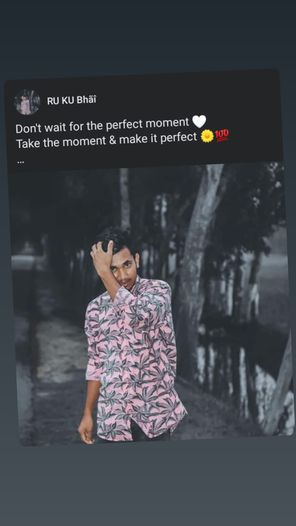 RU KU Bhãi
Don't wait for the perfect moment 🤍
Take the moment & make it perfect 🌼💯
...